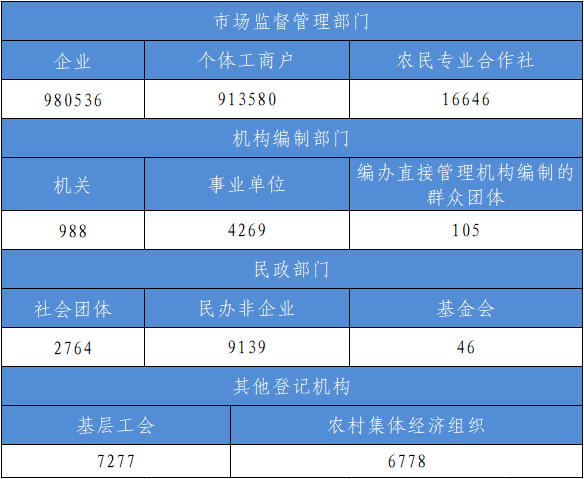 市场监督管理部门
企业 个体工商户 农民专业合作社
980536 913580 16646
机构编制部门
机关 事业单位 编办直接管理机构编制的
群众团体
988 4269 105
民政部门
社会团体 民办非企业 基金会
2764 9139 46
其他登记机构
基层工会 农村集体经济组织
7277 6778